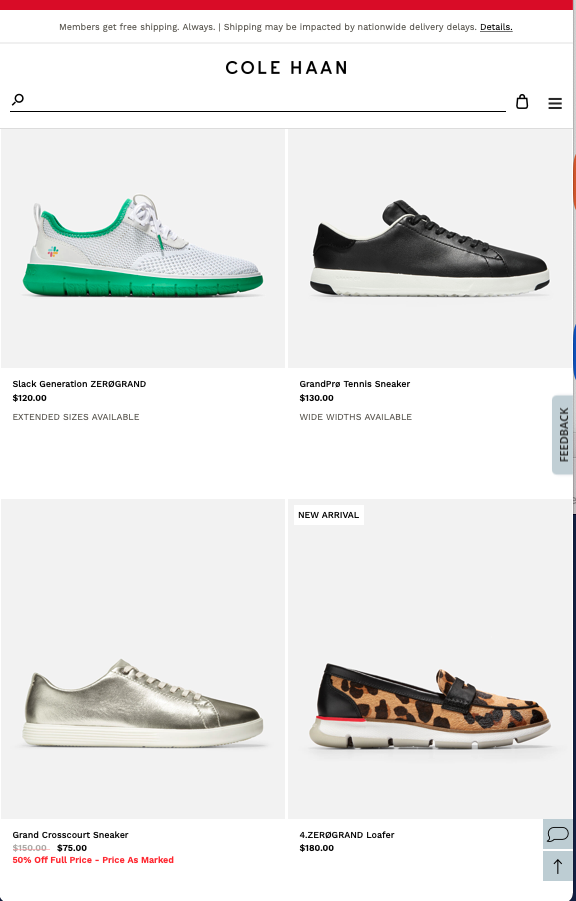 Members get free shipping. Always. | Shipping may be impacted by nationwide delivery delays. Details.
COLE HAAN
Slack Generation ZERØGRAND
$120.00
EXTENDED SIZES AVAILABLE
GrandPrø Tennis Sneaker
$130.00
WIDE WIDTHS AVAILABLE
FEEDBACK
NEW ARRIVAL
Grand Crosscourt Sneaker
$150.00 $75.00
50% Off Full Price - Price As Marked
4.ZERØGRAND Loafer
$180.00